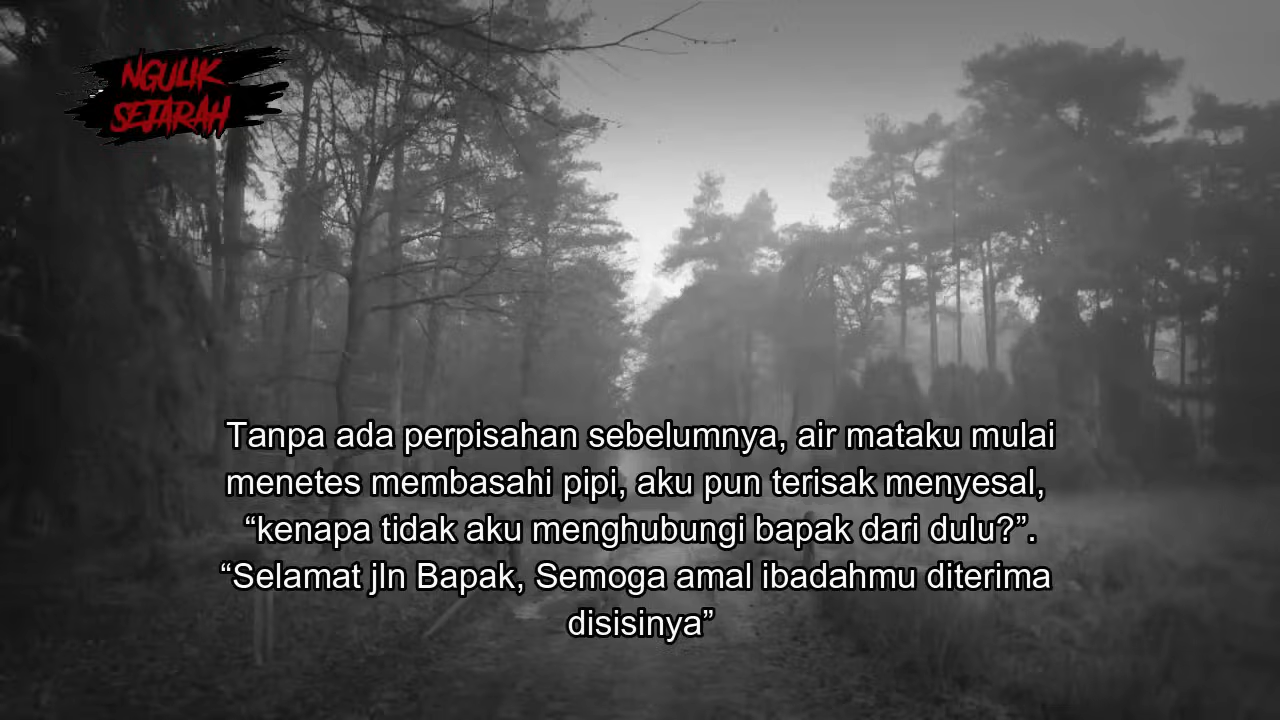 NGULIK
SEJARAH
Tanpa ada perpisahan sebelumnya, air mataku mulai
menetes membasahi pipi, aku pun terisak menyesal,
“kenapa tidak aku menghubungi bapak dari dulu?”.
“Selamat jln Bapak, Semoga amal ibadahmu diterima
disisinya”